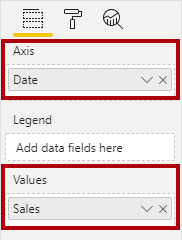 Axis
Date
Legend
Add data fields here
Values
Sales